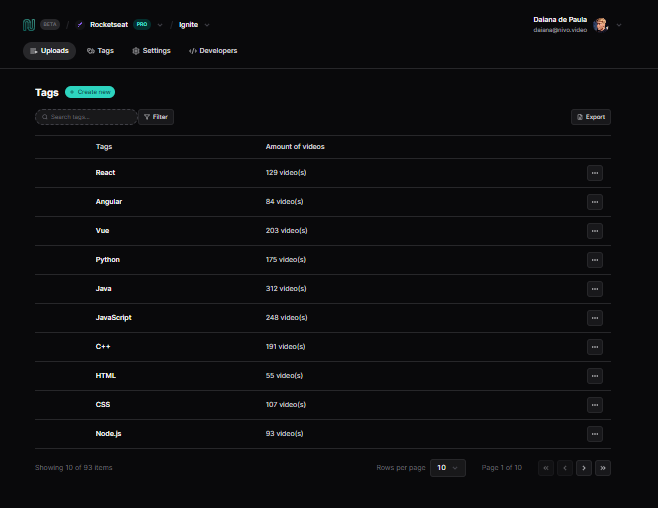 BETA / Rocketseat PRO / Ignite
Daiana de Paula
daiana@nivo.video
Uploads Tags Settings </> Developers
Tags + Create new
Search tags... Filter Export
Tags Amount of videos
React 129 video(s)
Angular 84 video(s)
Vue 203 video(s)
Python 175 video(s)
Java 312 video(s)
JavaScript 248 video(s)
C++ 191 video(s)
HTML 55 video(s)
CSS 107 video(s)
Node.js 93 video(s)
Showing 10 of 93 items Rows per page 10 Page 1 of 10